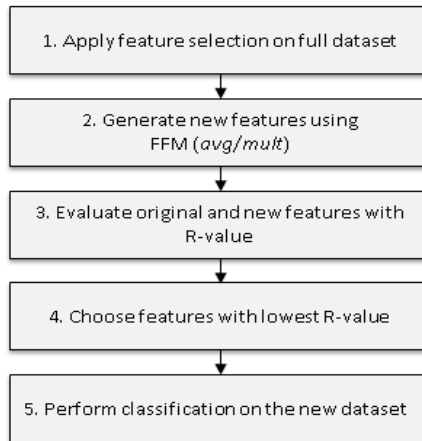 1. Apply feature selection on full dataset
2. Generate new features using
FFM (avg/mult)
3. Evaluate original and new features with
R-value
4. Choose features with lowest R-value
5. Perform classification on the new dataset